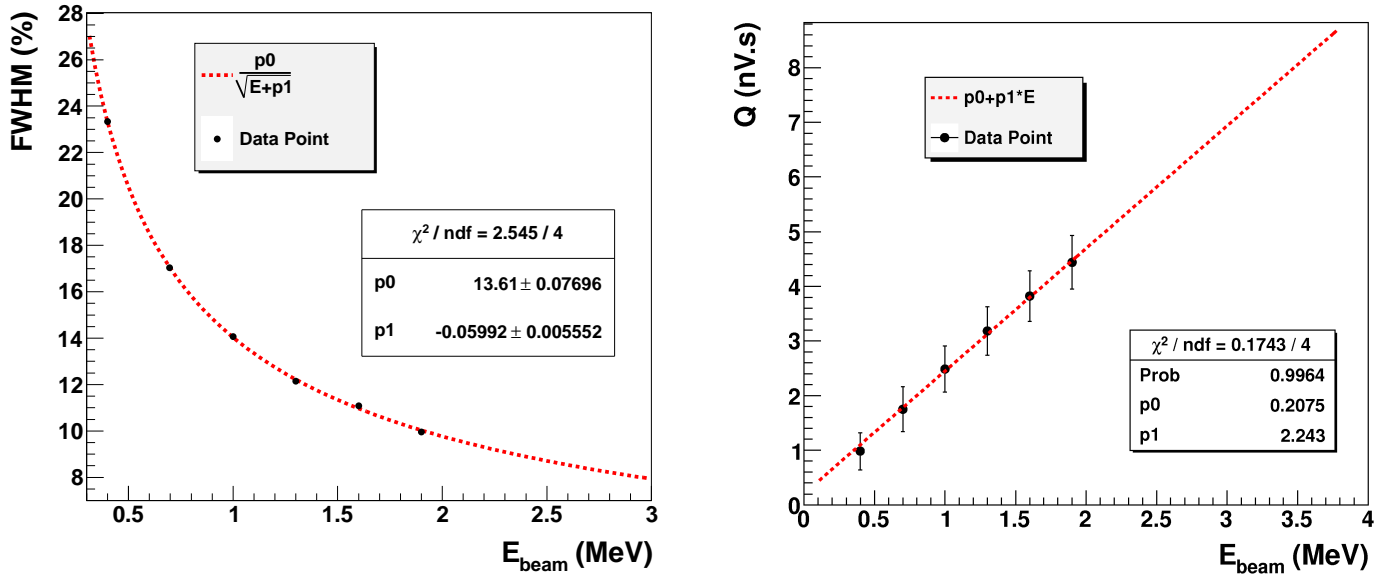 FWHM (%)
28
26
24
22
20
18
16
14
12
10
8
p0
√E+p1
Data Point
χ² / ndf = 2.545 / 4
p0 13.61 ± 0.07696
p1 -0.05992 ± 0.005552
0.5 1 1.5 2 2.5 3
E_beam (MeV)
Q (nV.s)
8
7
6
5
4
3
2
1
0
p0+p1*E
Data Point
χ² / ndf = 0.1743 / 4
Prob 0.9964
p0 0.2075
p1 2.243
0 0.5 1 1.5 2 2.5 3 3.5 4
E_beam (MeV)